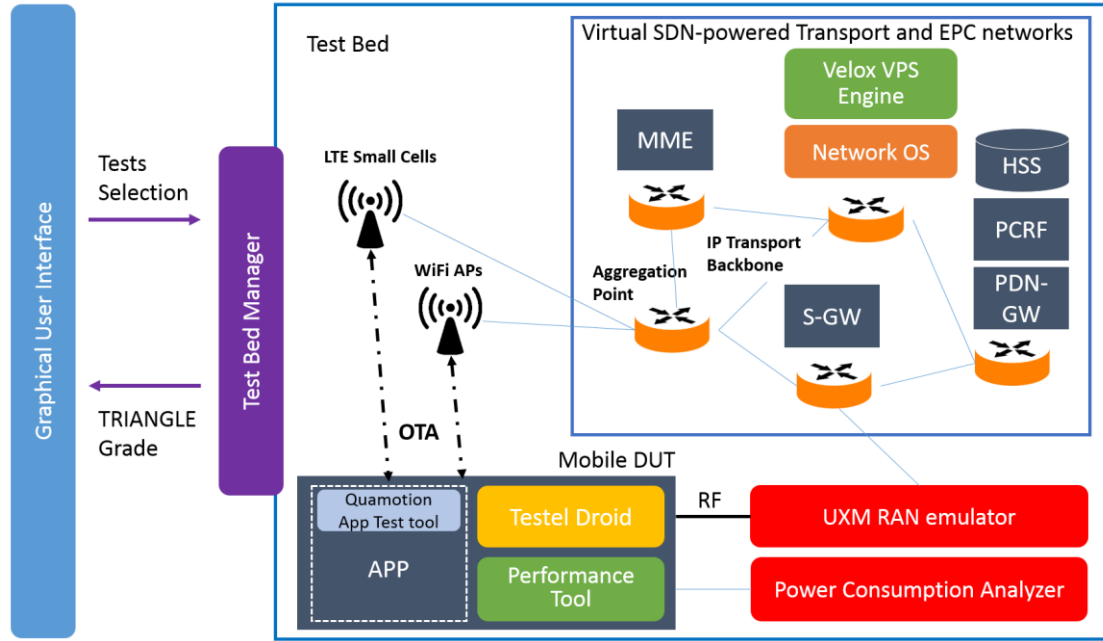 Graphical User Interface
Tests
Selection
TRIANGLE
Grade
Test Bed Manager
Test Bed
LTE Small Cells
WiFi APs
OTA
Virtual SDN-powered Transport and EPC networks
Velox VPS
Engine
Network OS
MME
HSS
PCRF
PDN-
GW
IP Transport
Backbone
Aggregation
Point
S-GW
Mobile DUT
Quamotion
App Test tool
APP
Testel Droid
Performance
Tool
RF
UXM RAN emulator
Power Consumption Analyzer